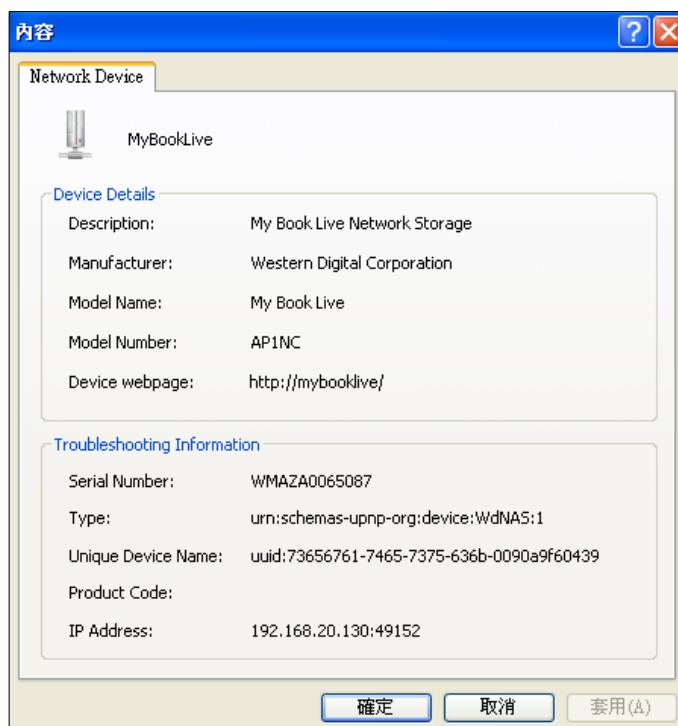 內容
Network Device
MyBookLive
Device Details
Description: My Book Live Network Storage
Manufacturer: Western Digital Corporation
Model Name: My Book Live
Model Number: AP1NC
Device webpage: http://mybooklive/
Troubleshooting Information
Serial Number: WMAZA0065087
Type: urn:schemas-upnp-org:device:WdNAS:1
Unique Device Name: uuid:73656761-7465-7375-636b-0090a9f60439
Product Code:
IP Address: 192.168.20.130:49152
確定 取消 套用(A)